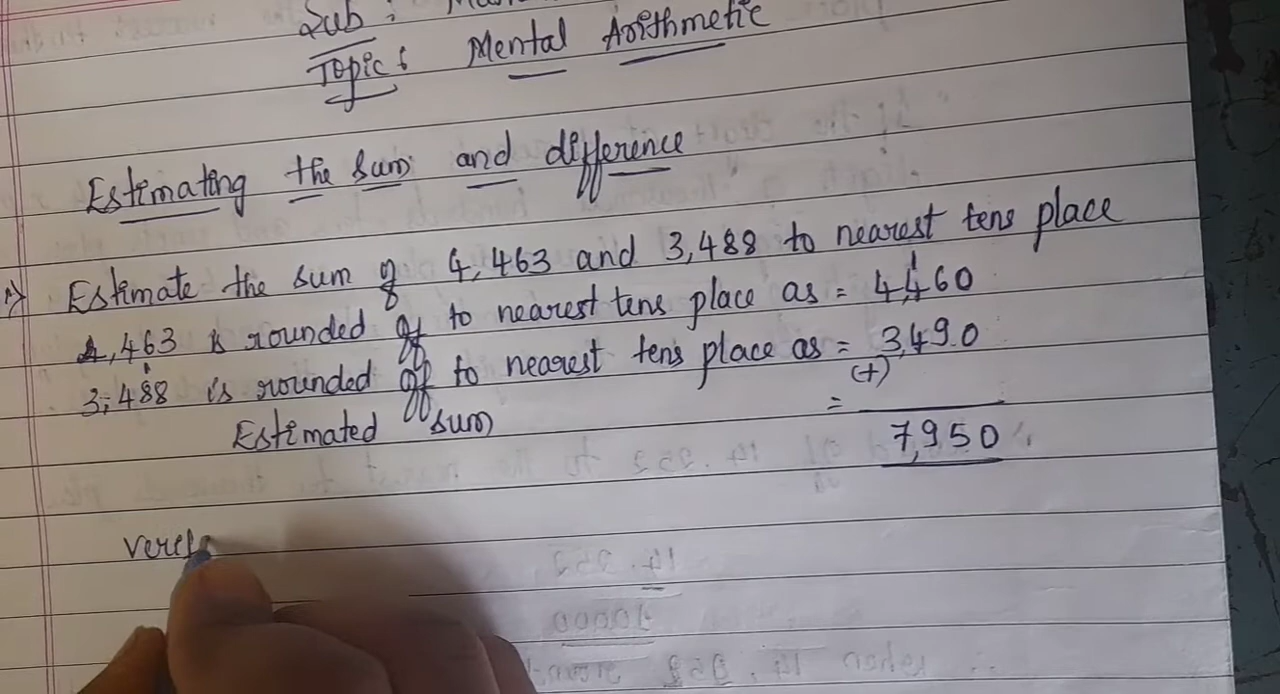 Sub :
Topic : Mental Arithmetic
Estimating the sum and difference
Estimate the sum of 4,463 and 3,488 to nearest tens place
4,463 is rounded off to nearest tens place as = 4,460
3,488 is rounded off to nearest tens place as = 3,490
(+)
Estimated sum = 7,950